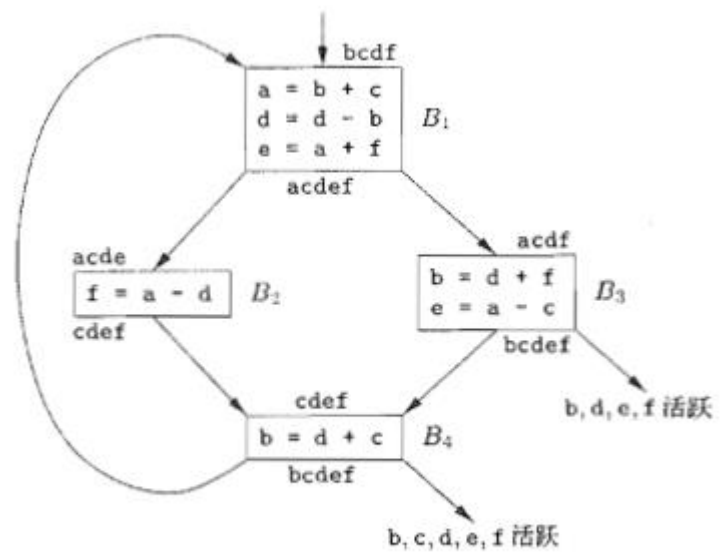 bcdf
a = b + c
d = d - b
e = a + f
B₁
acdef
acde
f = a - d
B₂
cdef
acdf
b = d + f
e = a - c
B₃
bcdef
b, d, e, f 活跃
cdef
b = d + c
B₄
bcdef
b, c, d, e, f 活跃